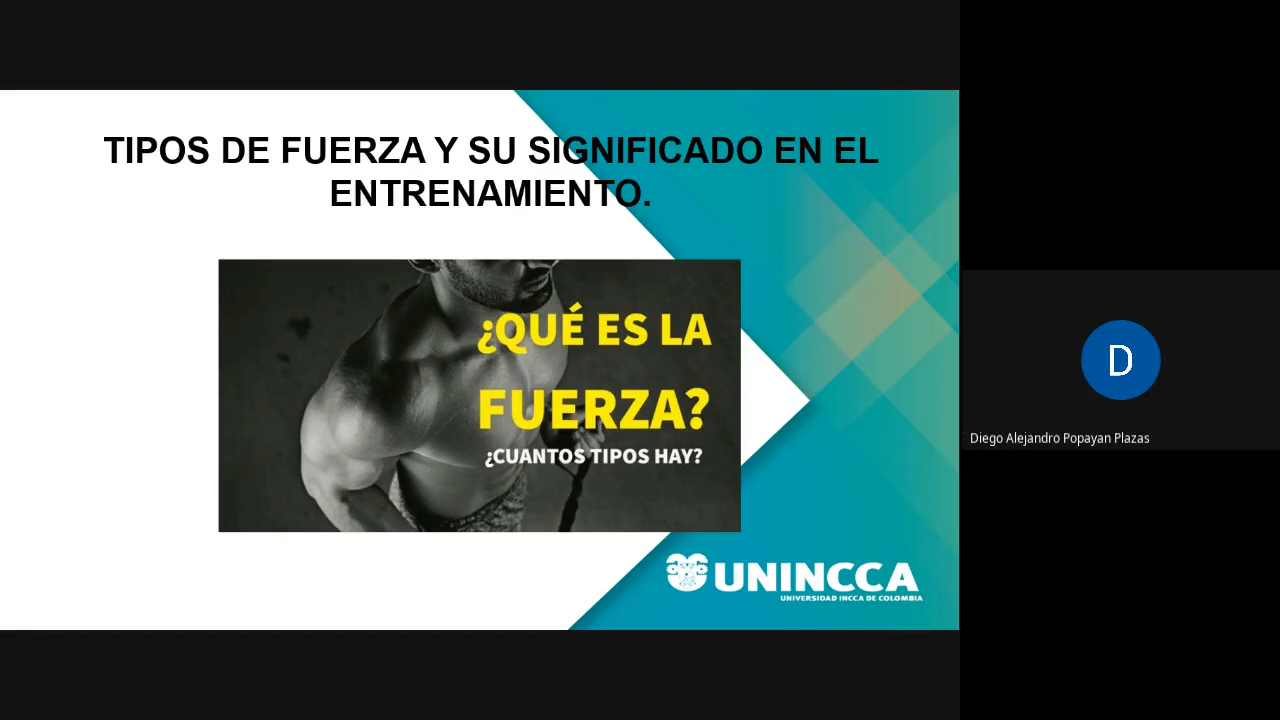 TIPOS DE FUERZA Y SU SIGNIFICADO EN EL
ENTRENAMIENTO.
¿QUÉ ES LA
FUERZA?
¿CUANTOS TIPOS HAY?
UNINCCA
UNIVERSIDAD INCCA DE COLOMBIA
D
Diego Alejandro Popayan Plazas